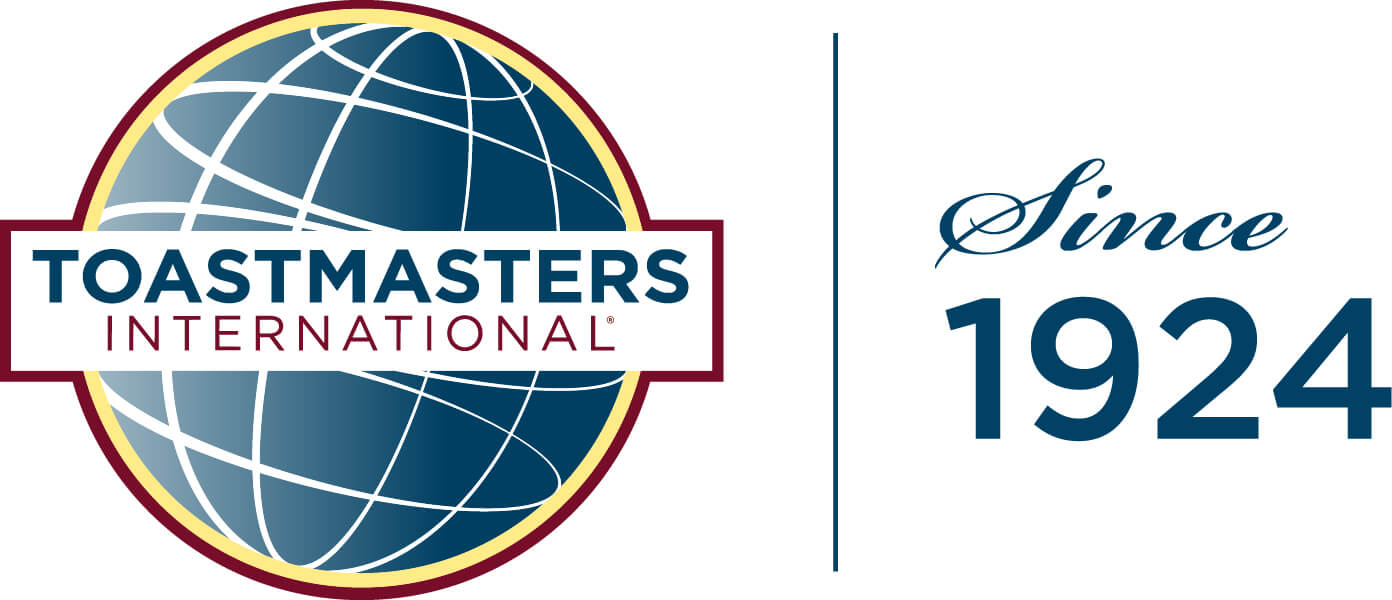 TOASTMASTERS
INTERNATIONAL®
Since
1924